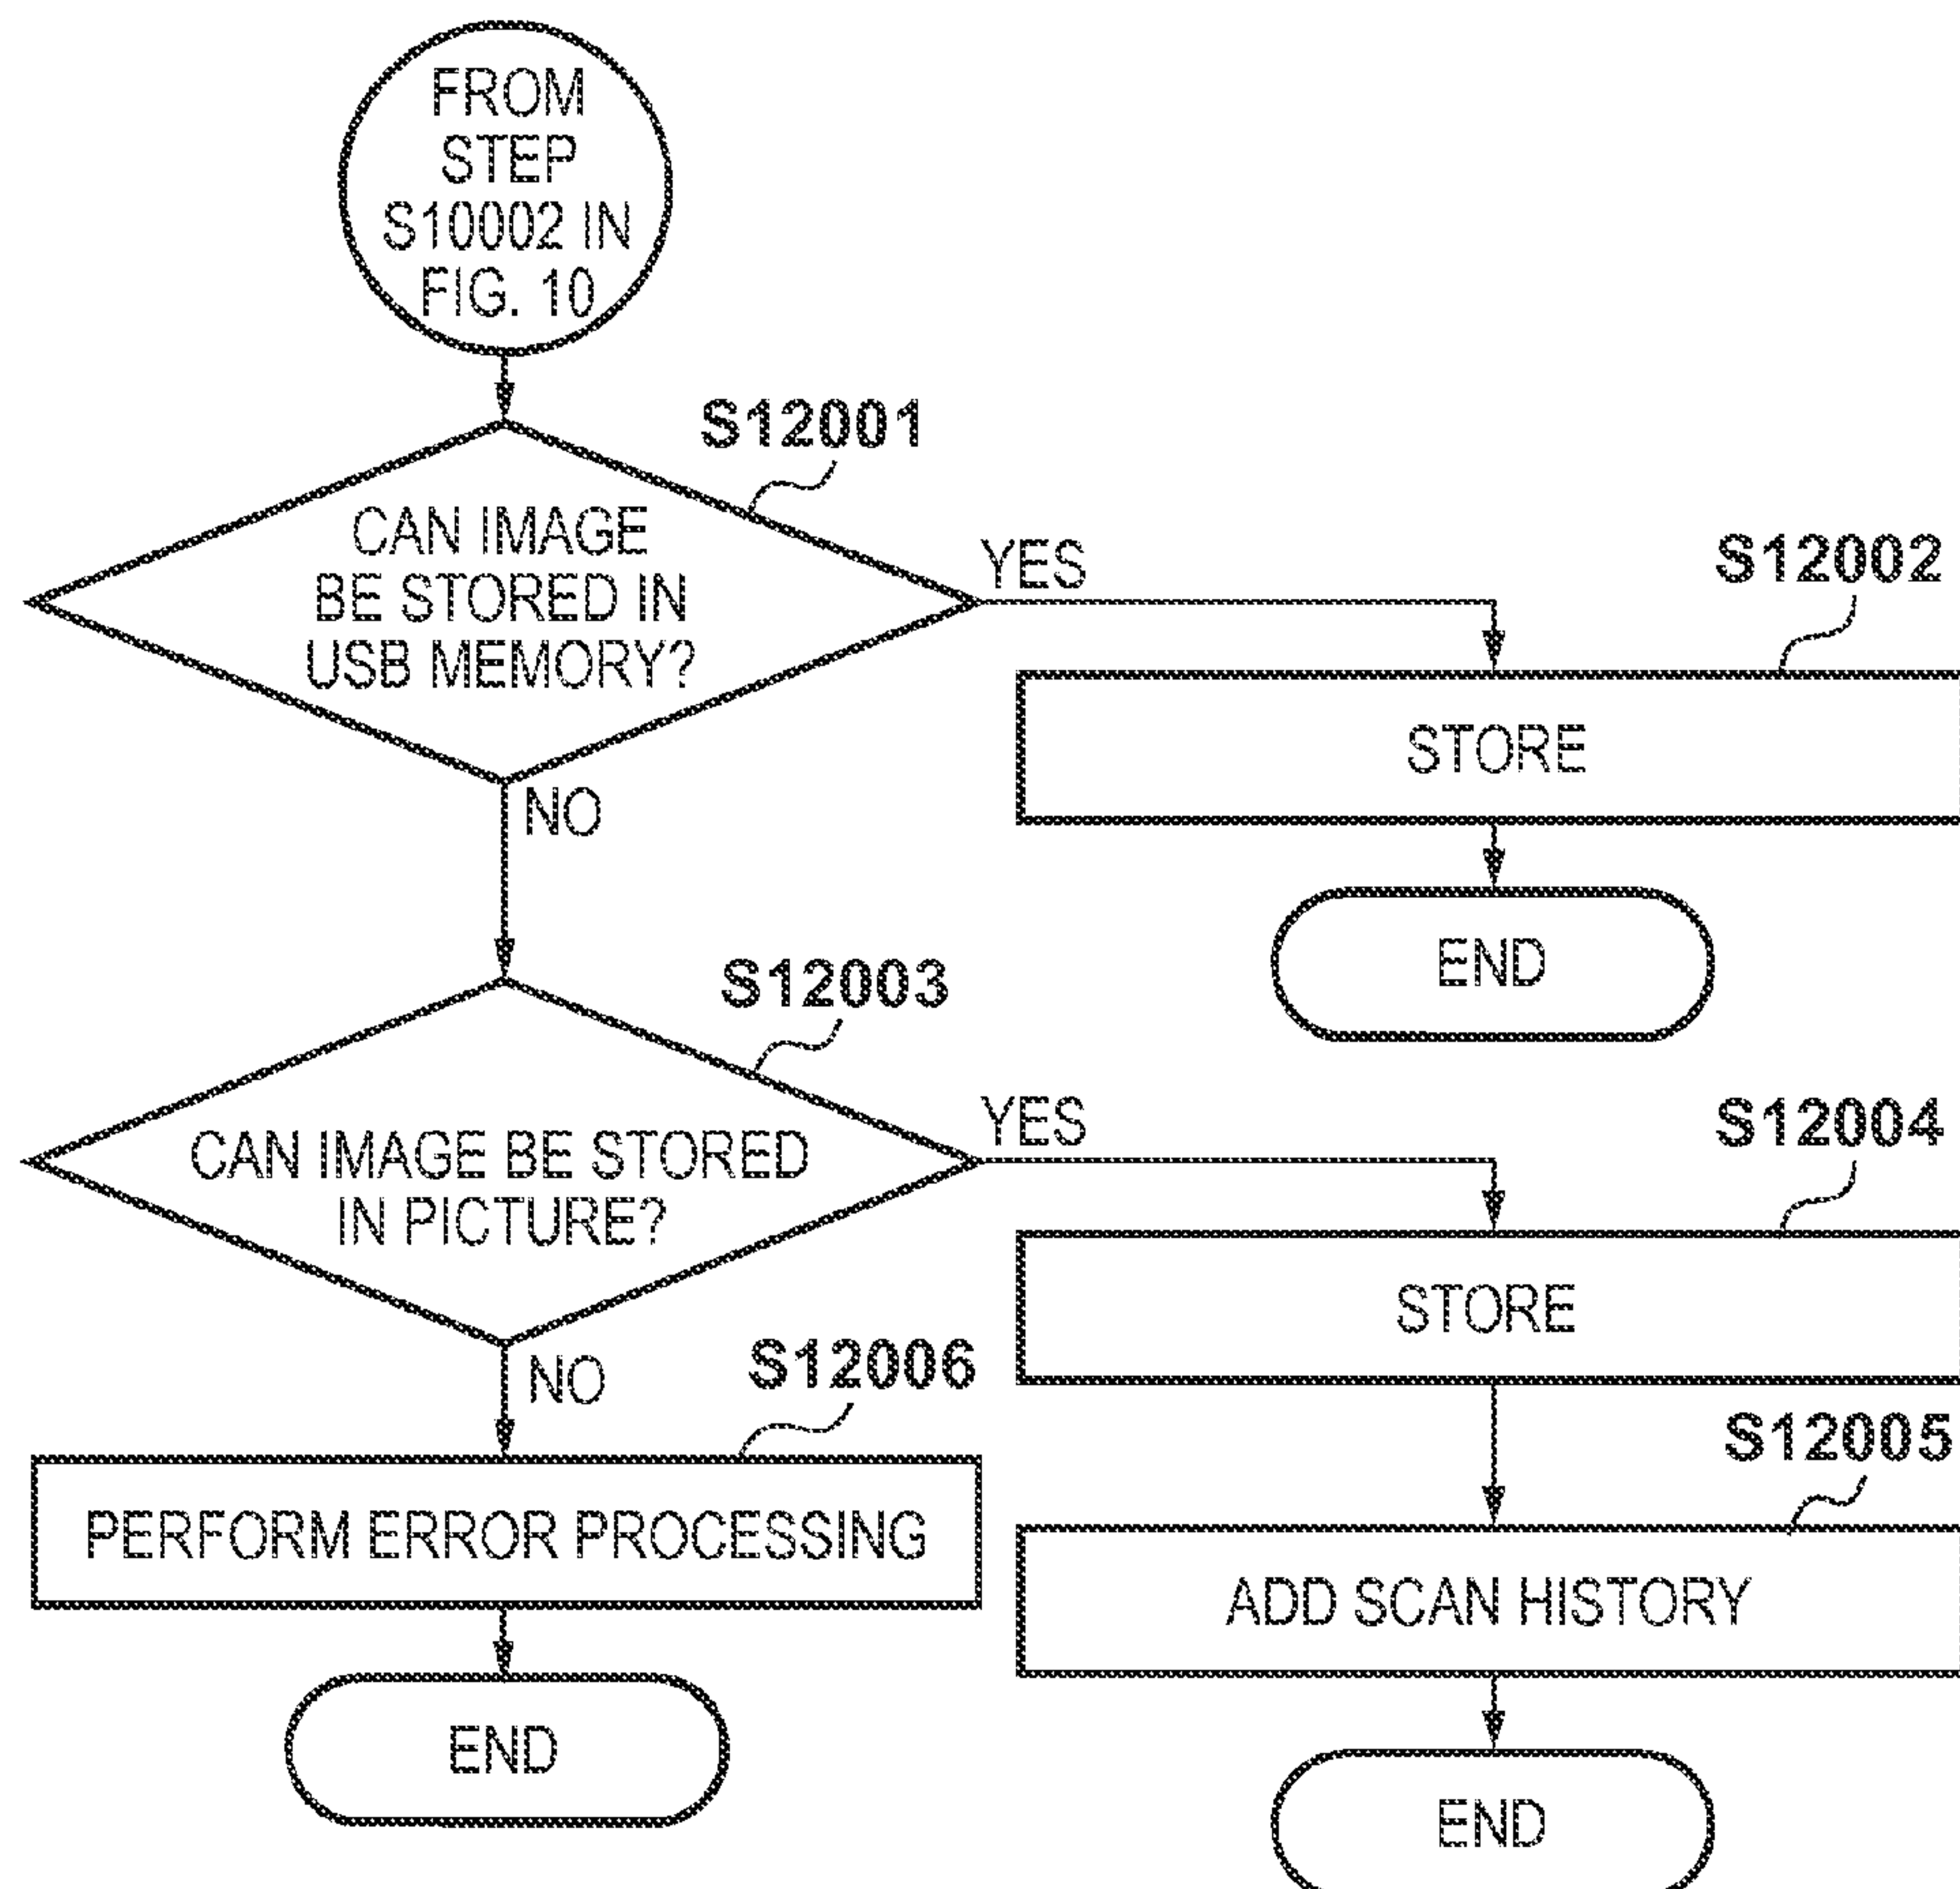 FROM
STEP
S10002 IN
FIG. 10
S12001
CAN IMAGE
BE STORED IN
USB MEMORY?
YES
S12002
STORE
NO
END
S12003
CAN IMAGE BE STORED
IN PICTURE?
YES
S12004
STORE
NO
S12006
PERFORM ERROR PROCESSING
S12005
ADD SCAN HISTORY
END
END